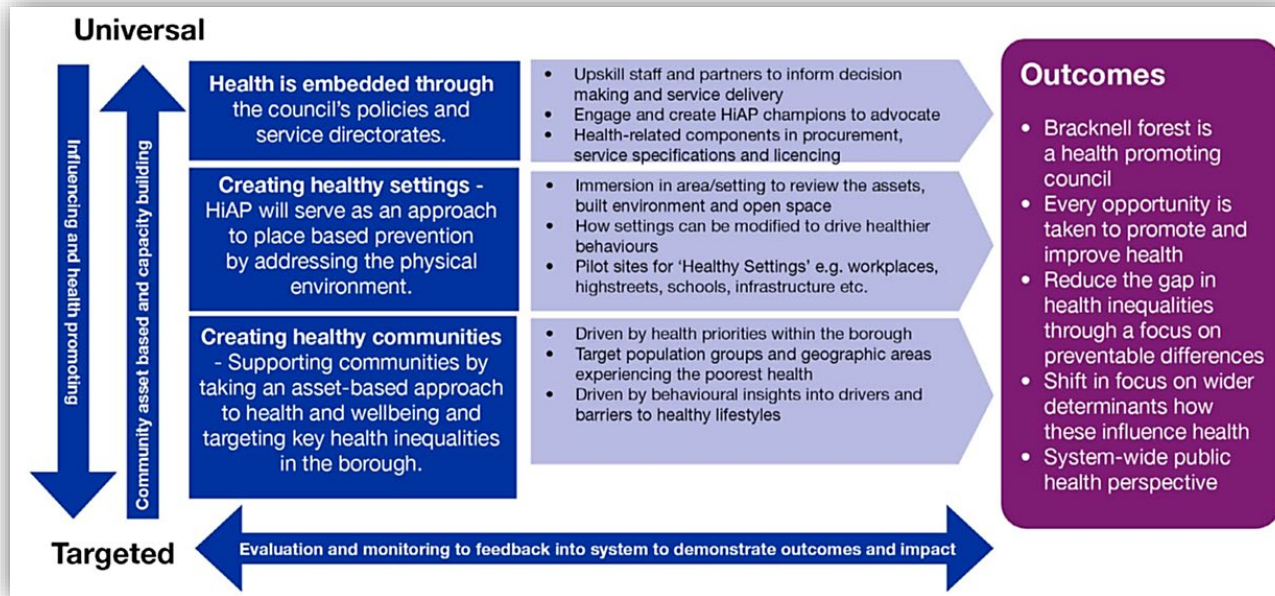 Universal
Influencing and health promoting
Community asset based and capacity building
Health is embedded through
the council's policies and
service directorates.
• Upskill staff and partners to inform decision
making and service delivery
• Engage and create HiAP champions to advocate
• Health-related components in procurement,
service specifications and licencing
Creating healthy settings -
HiAP will serve as an approach
to place based prevention
by addressing the physical
environment.
• Immersion in area/setting to review the assets,
built environment and open space
• How settings can be modified to drive healthier
behaviours
• Pilot sites for 'Healthy Settings' e.g. workplaces,
highstreets, schools, infrastructure etc.
Creating healthy communities
- Supporting communities by
taking an asset-based approach
to health and wellbeing and
targeting key health inequalities
in the borough.
• Driven by health priorities within the borough
• Target population groups and geographic areas
experiencing the poorest health
• Driven by behavioural insights into drivers and
barriers to healthy lifestyles
Outcomes
• Bracknell forest is
a health promoting
council
• Every opportunity is
taken to promote and
improve health
• Reduce the gap in
health inequalities
through a focus on
preventable differences
• Shift in focus on wider
determinants how
these influence health
• System-wide public
health perspective
Targeted
Evaluation and monitoring to feedback into system to demonstrate outcomes and impact